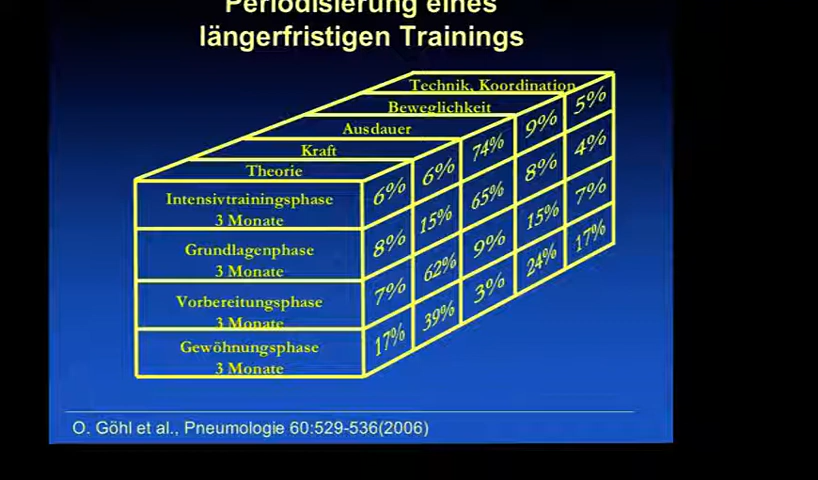 Periodisierung eines
längerfristigen Trainings
Technik, Koordination
Beweglichkeit
Ausdauer
Kraft
Theorie
Intensivtrainingsphase
3 Monate
6% 6% 74% 9% 5%
Grundlagenphase
3 Monate
8% 15% 65% 8% 4%
Vorbereitungsphase
3 Monate
7% 62% 9% 15% 7%
Gewöhnungsphase
3 Monate
17% 39% 3% 24% 17%
O. Göhl et al., Pneumologie 60:529-536(2006)